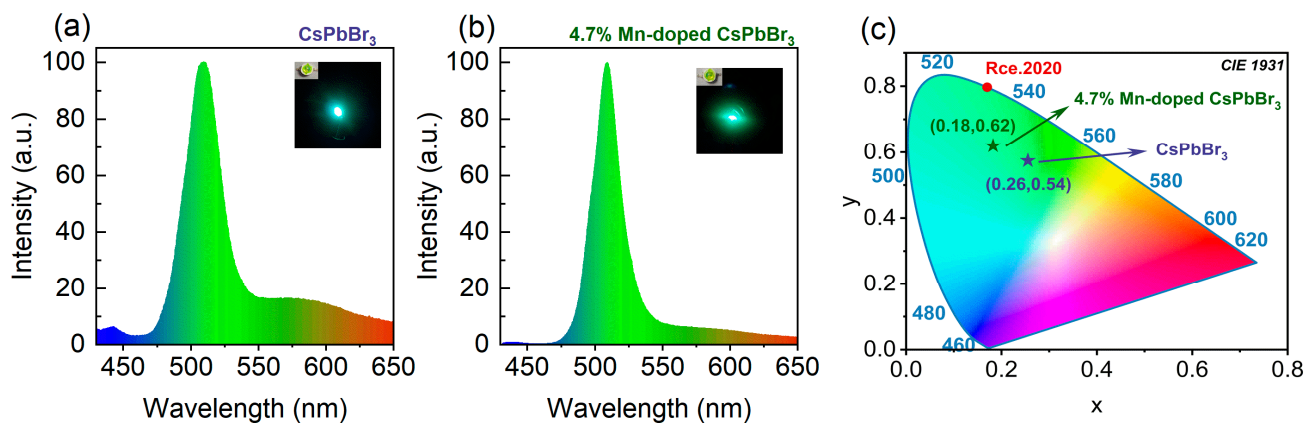 (a)
CsPbBr₃
Intensity (a.u.)
100
80
60
40
20
0
450 500 550 600 650
Wavelength (nm)
(b)
4.7% Mn-doped CsPbBr₃
Intensity (a.u.)
100
80
60
40
20
0
450 500 550 600 650
Wavelength (nm)
(c)
CIE 1931
y
0.8
0.6
0.4
0.2
0.0
0.0 0.2 0.4 0.6 0.8
x
520
Rce.2020
540
4.7% Mn-doped CsPbBr₃
(0.18,0.62)
560
CsPbBr₃
500
(0.26,0.54)
580
600
620
480
460